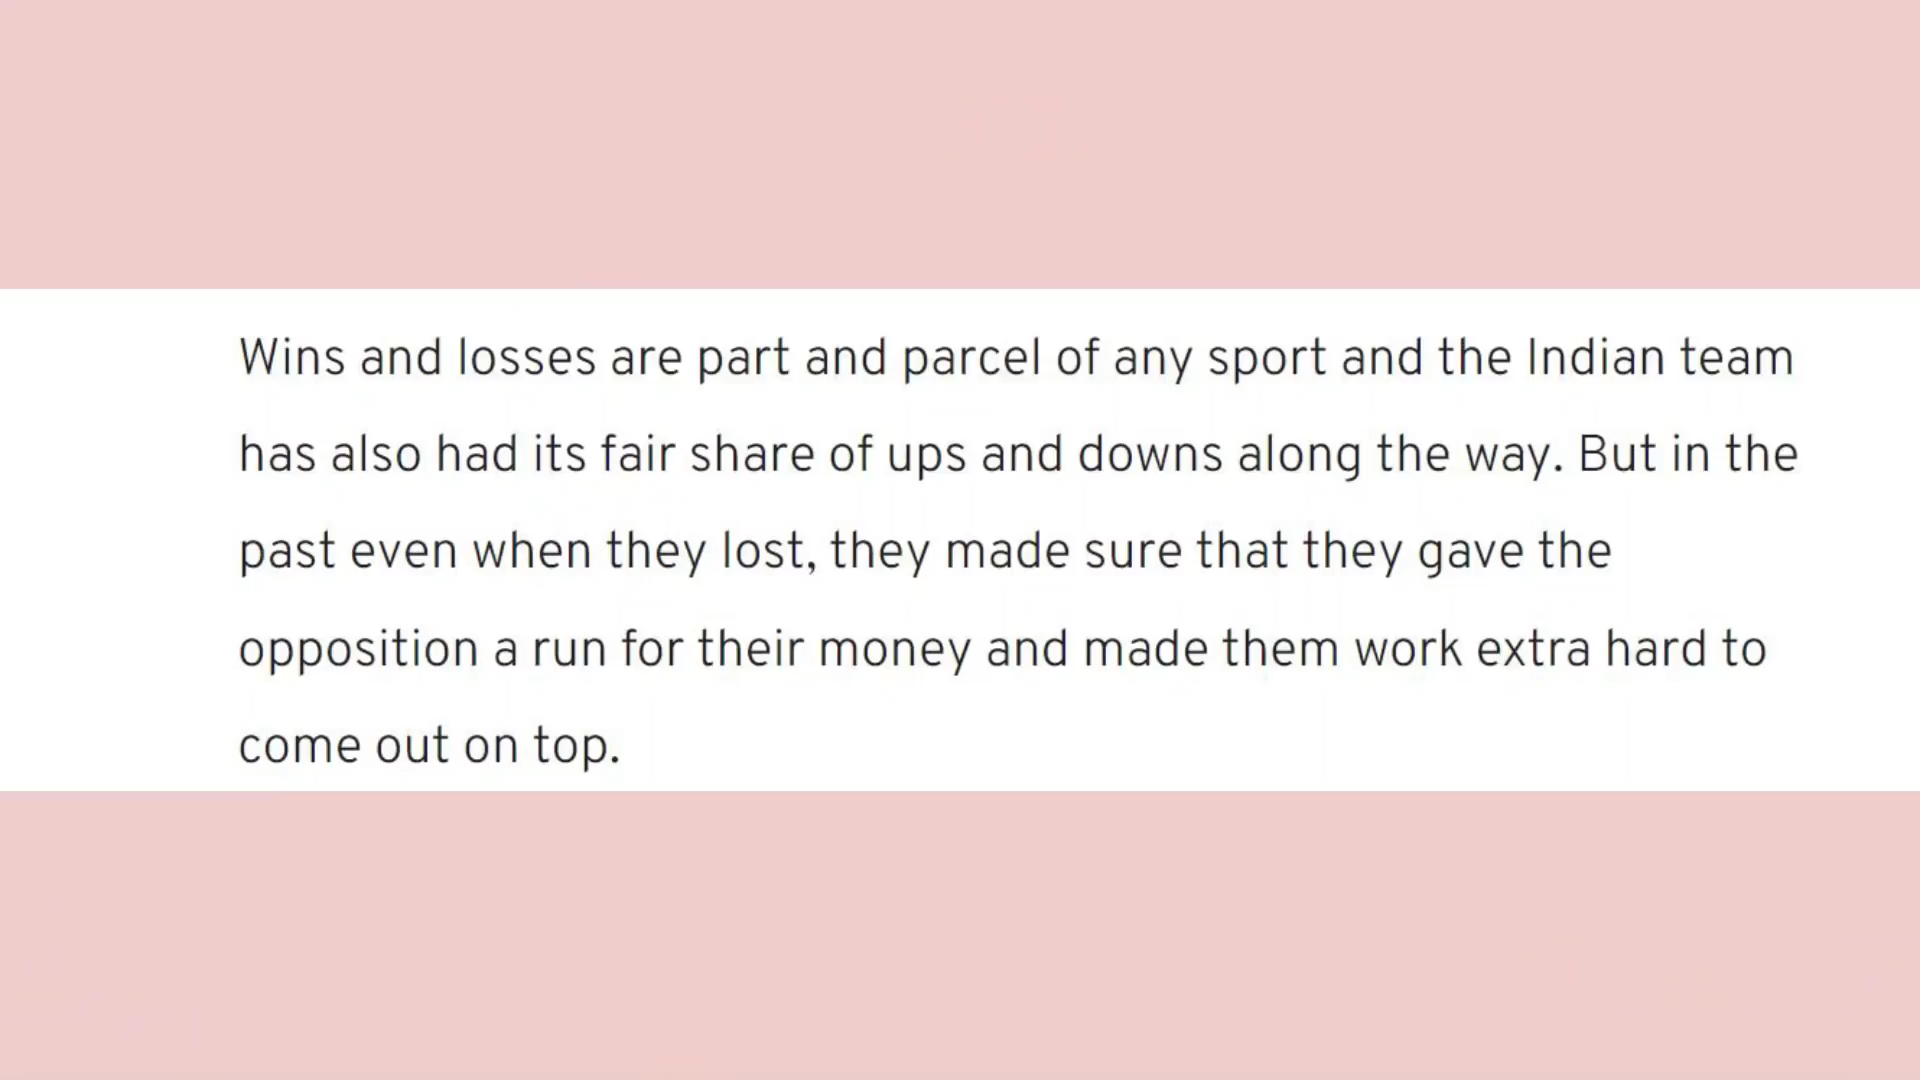 Wins and losses are part and parcel of any sport and the Indian team
has also had its fair share of ups and downs along the way. But in the
past even when they lost, they made sure that they gave the
opposition a run for their money and made them work extra hard to
come out on top.